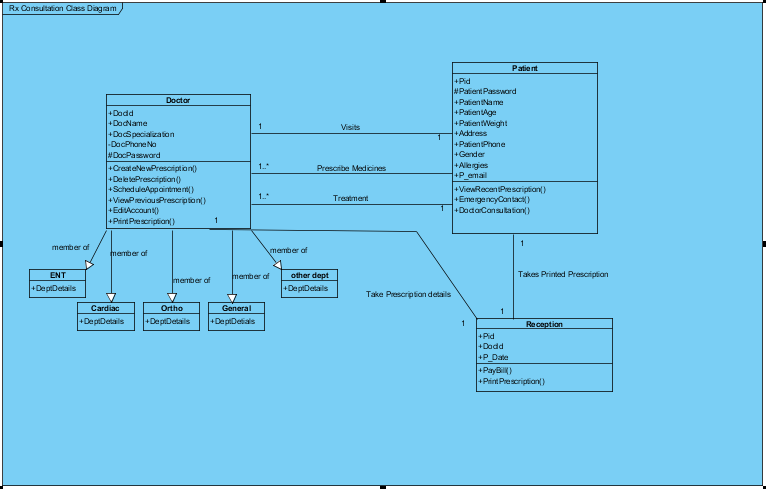 Rx Consultation Class Diagram
Patient
+Pid
#PatientPassword
+PatientName
+PatientAge
+PatientWeight
+Address
+PatientPhone
+Gender
+Allergies
+P_email
+ViewRecentPrescription()
+EmergencyContact()
+DoctorConsultation()
Doctor
+DocId
+DocName
+DocSpecialization
-DocPhoneNo
#DocPassword
+CreateNewPrescription()
+DeletePrescription()
+ScheduleAppointment()
+ViewPreviousPrescription()
+EditAccount()
+PrintPrescription()
1
1
Visits
1
1..*
Prescribe Medicines
1..*
Treatment
1
member of
member of
member of
member of
member of
ENT
+DeptDetails
Cardiac
+DeptDetails
Ortho
+DeptDetails
General
+DeptDetials
other dept
+DeptDetails
Take Prescription details
1
1
Takes Printed Prescription
1
Reception
+Pid
+DocId
+P_Date
+PayBill()
+PrintPrescription()